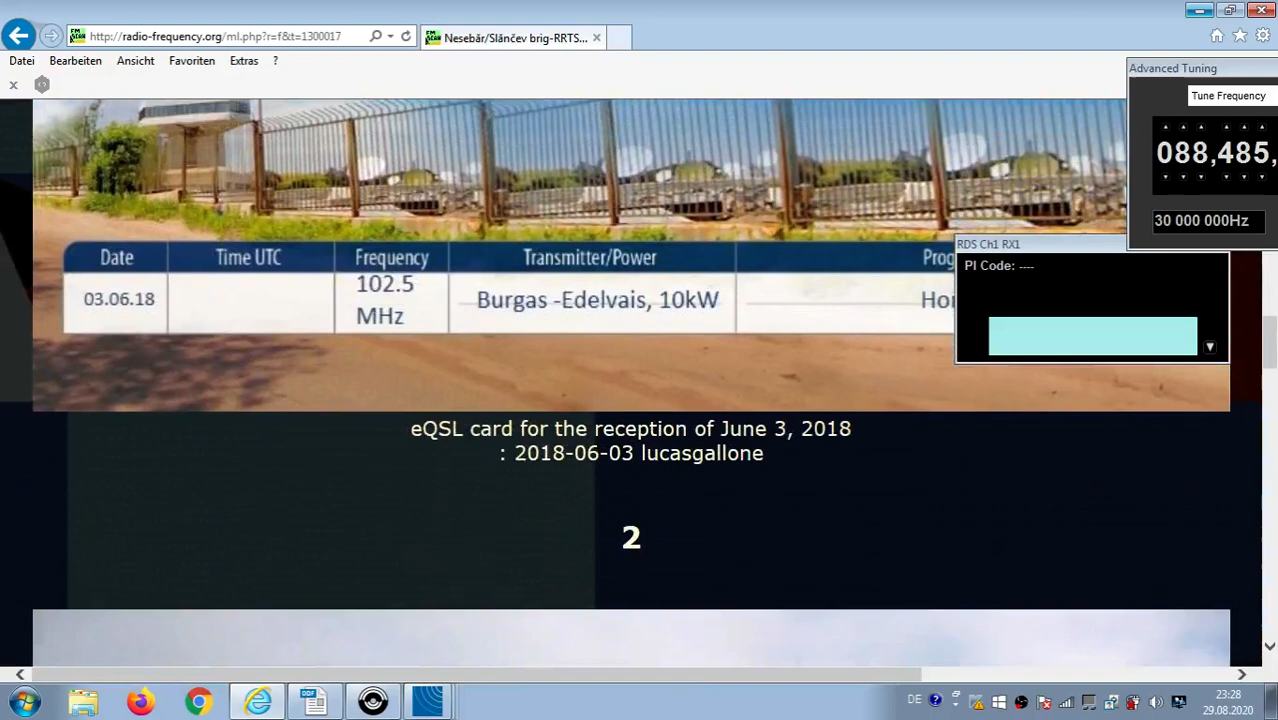 http://radio-frequency.org/ml.php?r=f&t=1300017
Nesebăr/Slănčev brig-RRTS...
Datei Bearbeiten Ansicht Favoriten Extras ?
Advanced Tuning
Tune Frequency
088,485,
30 000 000Hz
RDS Ch1 RX1
PI Code: ----
Date Time UTC Frequency Transmitter/Power
03.06.18 102.5 MHz Burgas -Edelvais, 10kW
eQSL card for the reception of June 3, 2018
: 2018-06-03 lucasgallone
2
DE
23:28
29.08.2020